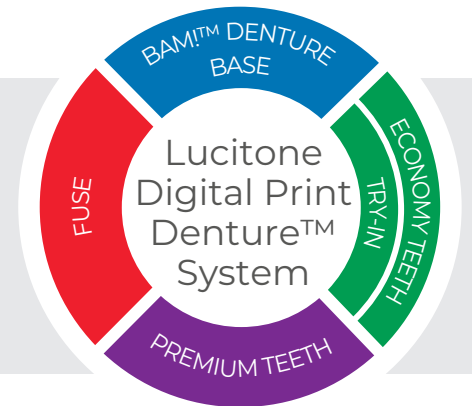 BAM!™ DENTURE
BASE
ECONOMY TEETH
TRY-IN
PREMIUM TEETH
FUSE
Lucitone
Digital Print
Denture™
System